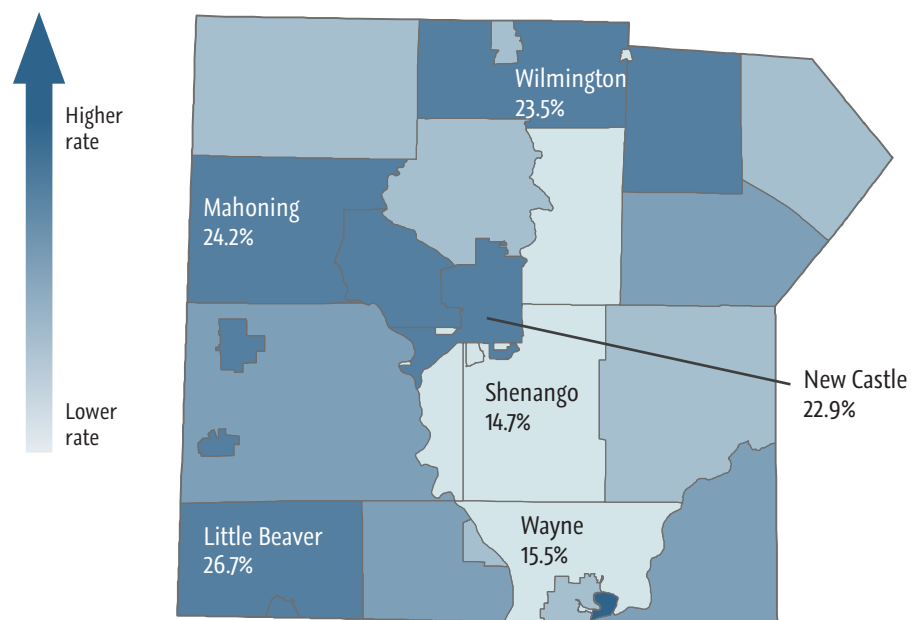 Higher
rate
Lower
rate
Wilmington
23.5%
Mahoning
24.2%
New Castle
22.9%
Shenango
14.7%
Little Beaver
26.7%
Wayne
15.5%